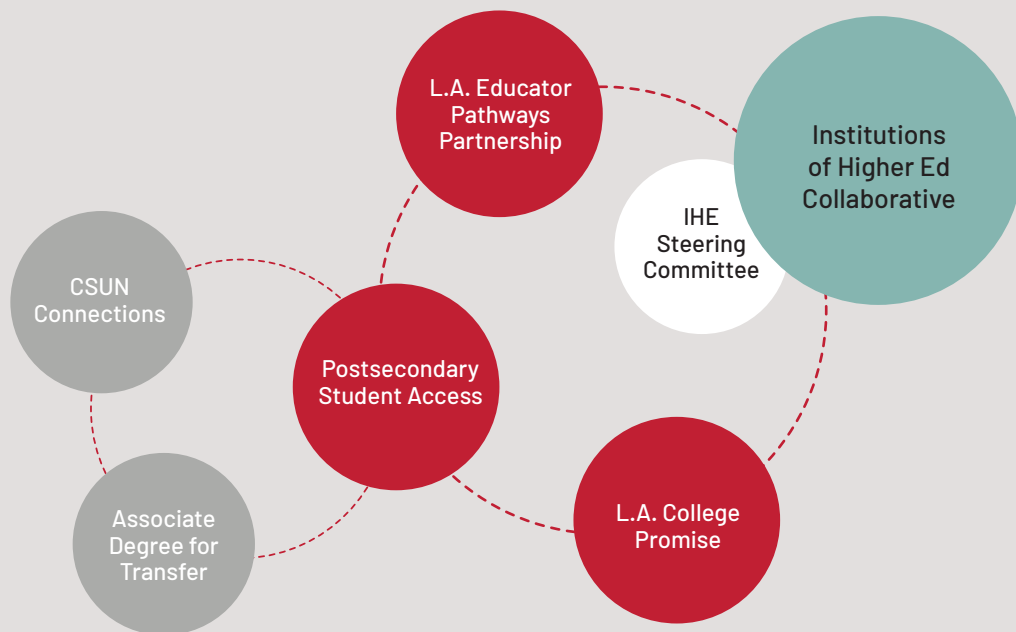 L.A. Educator
Pathways
Partnership
Institutions
of Higher Ed
Collaborative
IHE
Steering
Committee
CSUN
Connections
Postsecondary
Student Access
L.A. College
Promise
Associate
Degree for
Transfer